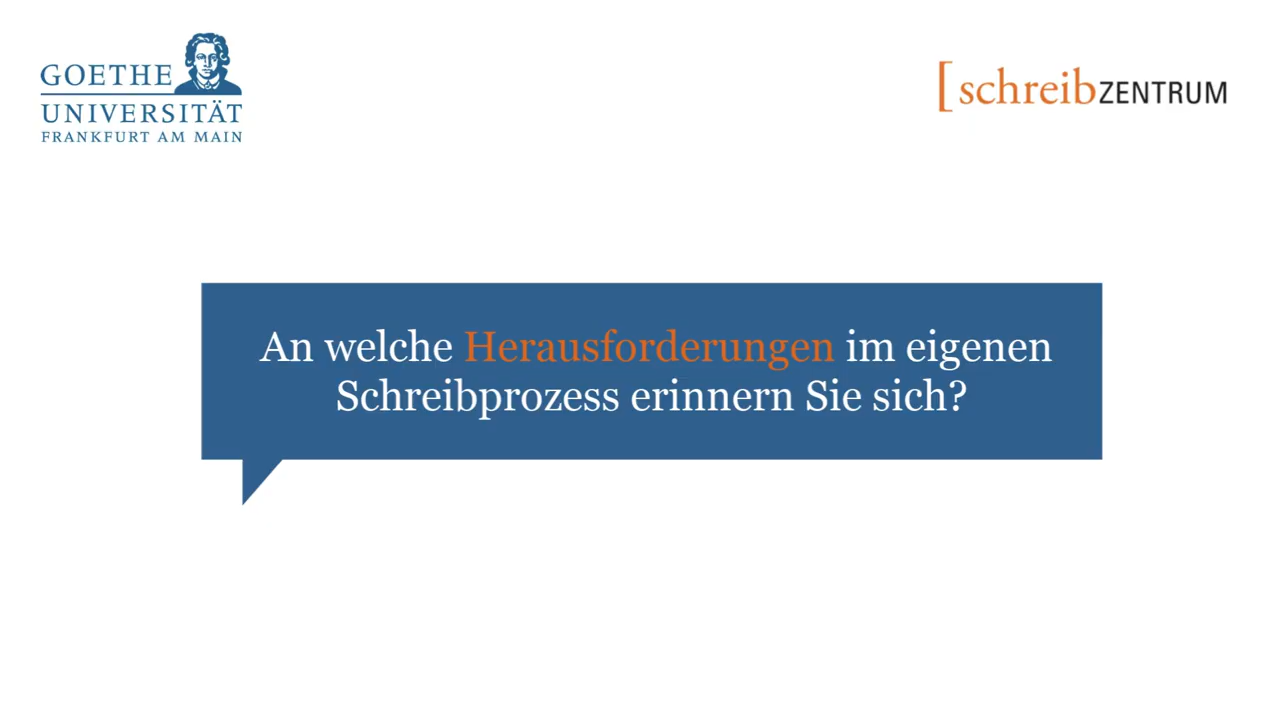 GOETHE
UNIVERSITÄT
FRANKFURT AM MAIN
[schreibZENTRUM
An welche Herausforderungen im eigenen
Schreibprozess erinnern Sie sich?